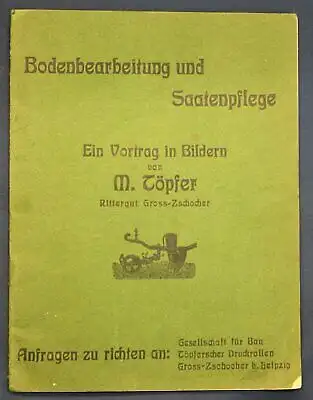 Bodenbearbeitung und
Saatenpflege
Ein Vortrag in Bildern
von
M. Töpfer
Rittergut Gross-Zschocher
Anfragen zu richten an:
Gesellschaft für Bau
Töpferscher Druckrollen
Gross-Zschocher b. Leipzig